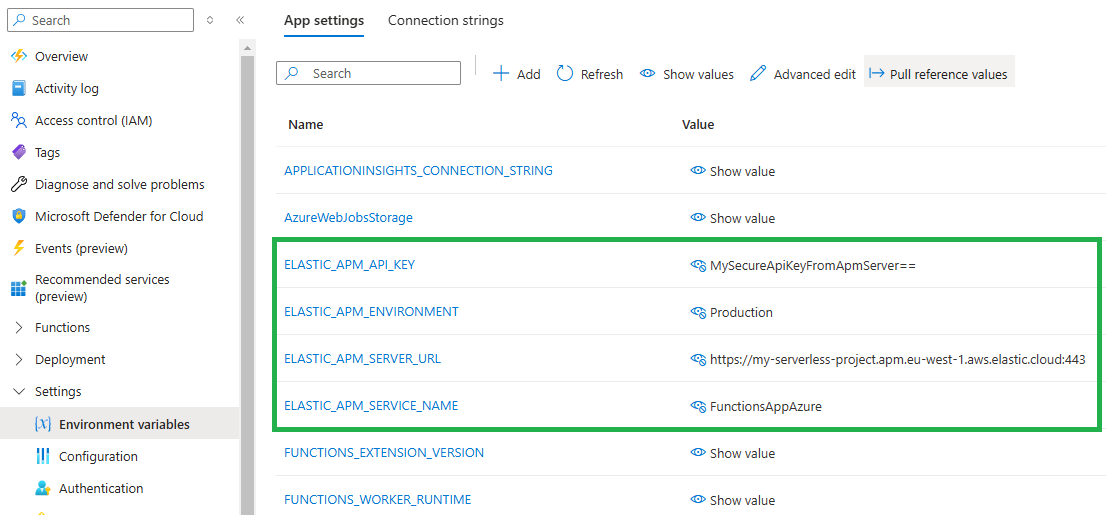 Search
Overview
Activity log
Access control (IAM)
Tags
Diagnose and solve problems
Microsoft Defender for Cloud
Events (preview)
Recommended services
(preview)
Functions
Deployment
Settings
Environment variables
Configuration
Authentication
App settings Connection strings
Search Add Refresh Show values Advanced edit Pull reference values
Name Value
APPLICATIONINSIGHTS_CONNECTION_STRING Show value
AzureWebJobsStorage Show value
ELASTIC_APM_API_KEY MySecureApiKeyFromApmServer==
ELASTIC_APM_ENVIRONMENT Production
ELASTIC_APM_SERVER_URL https://my-serverless-project.apm.eu-west-1.aws.elastic.cloud:443
ELASTIC_APM_SERVICE_NAME FunctionsAppAzure
FUNCTIONS_EXTENSION_VERSION Show value
FUNCTIONS_WORKER_RUNTIME Show value